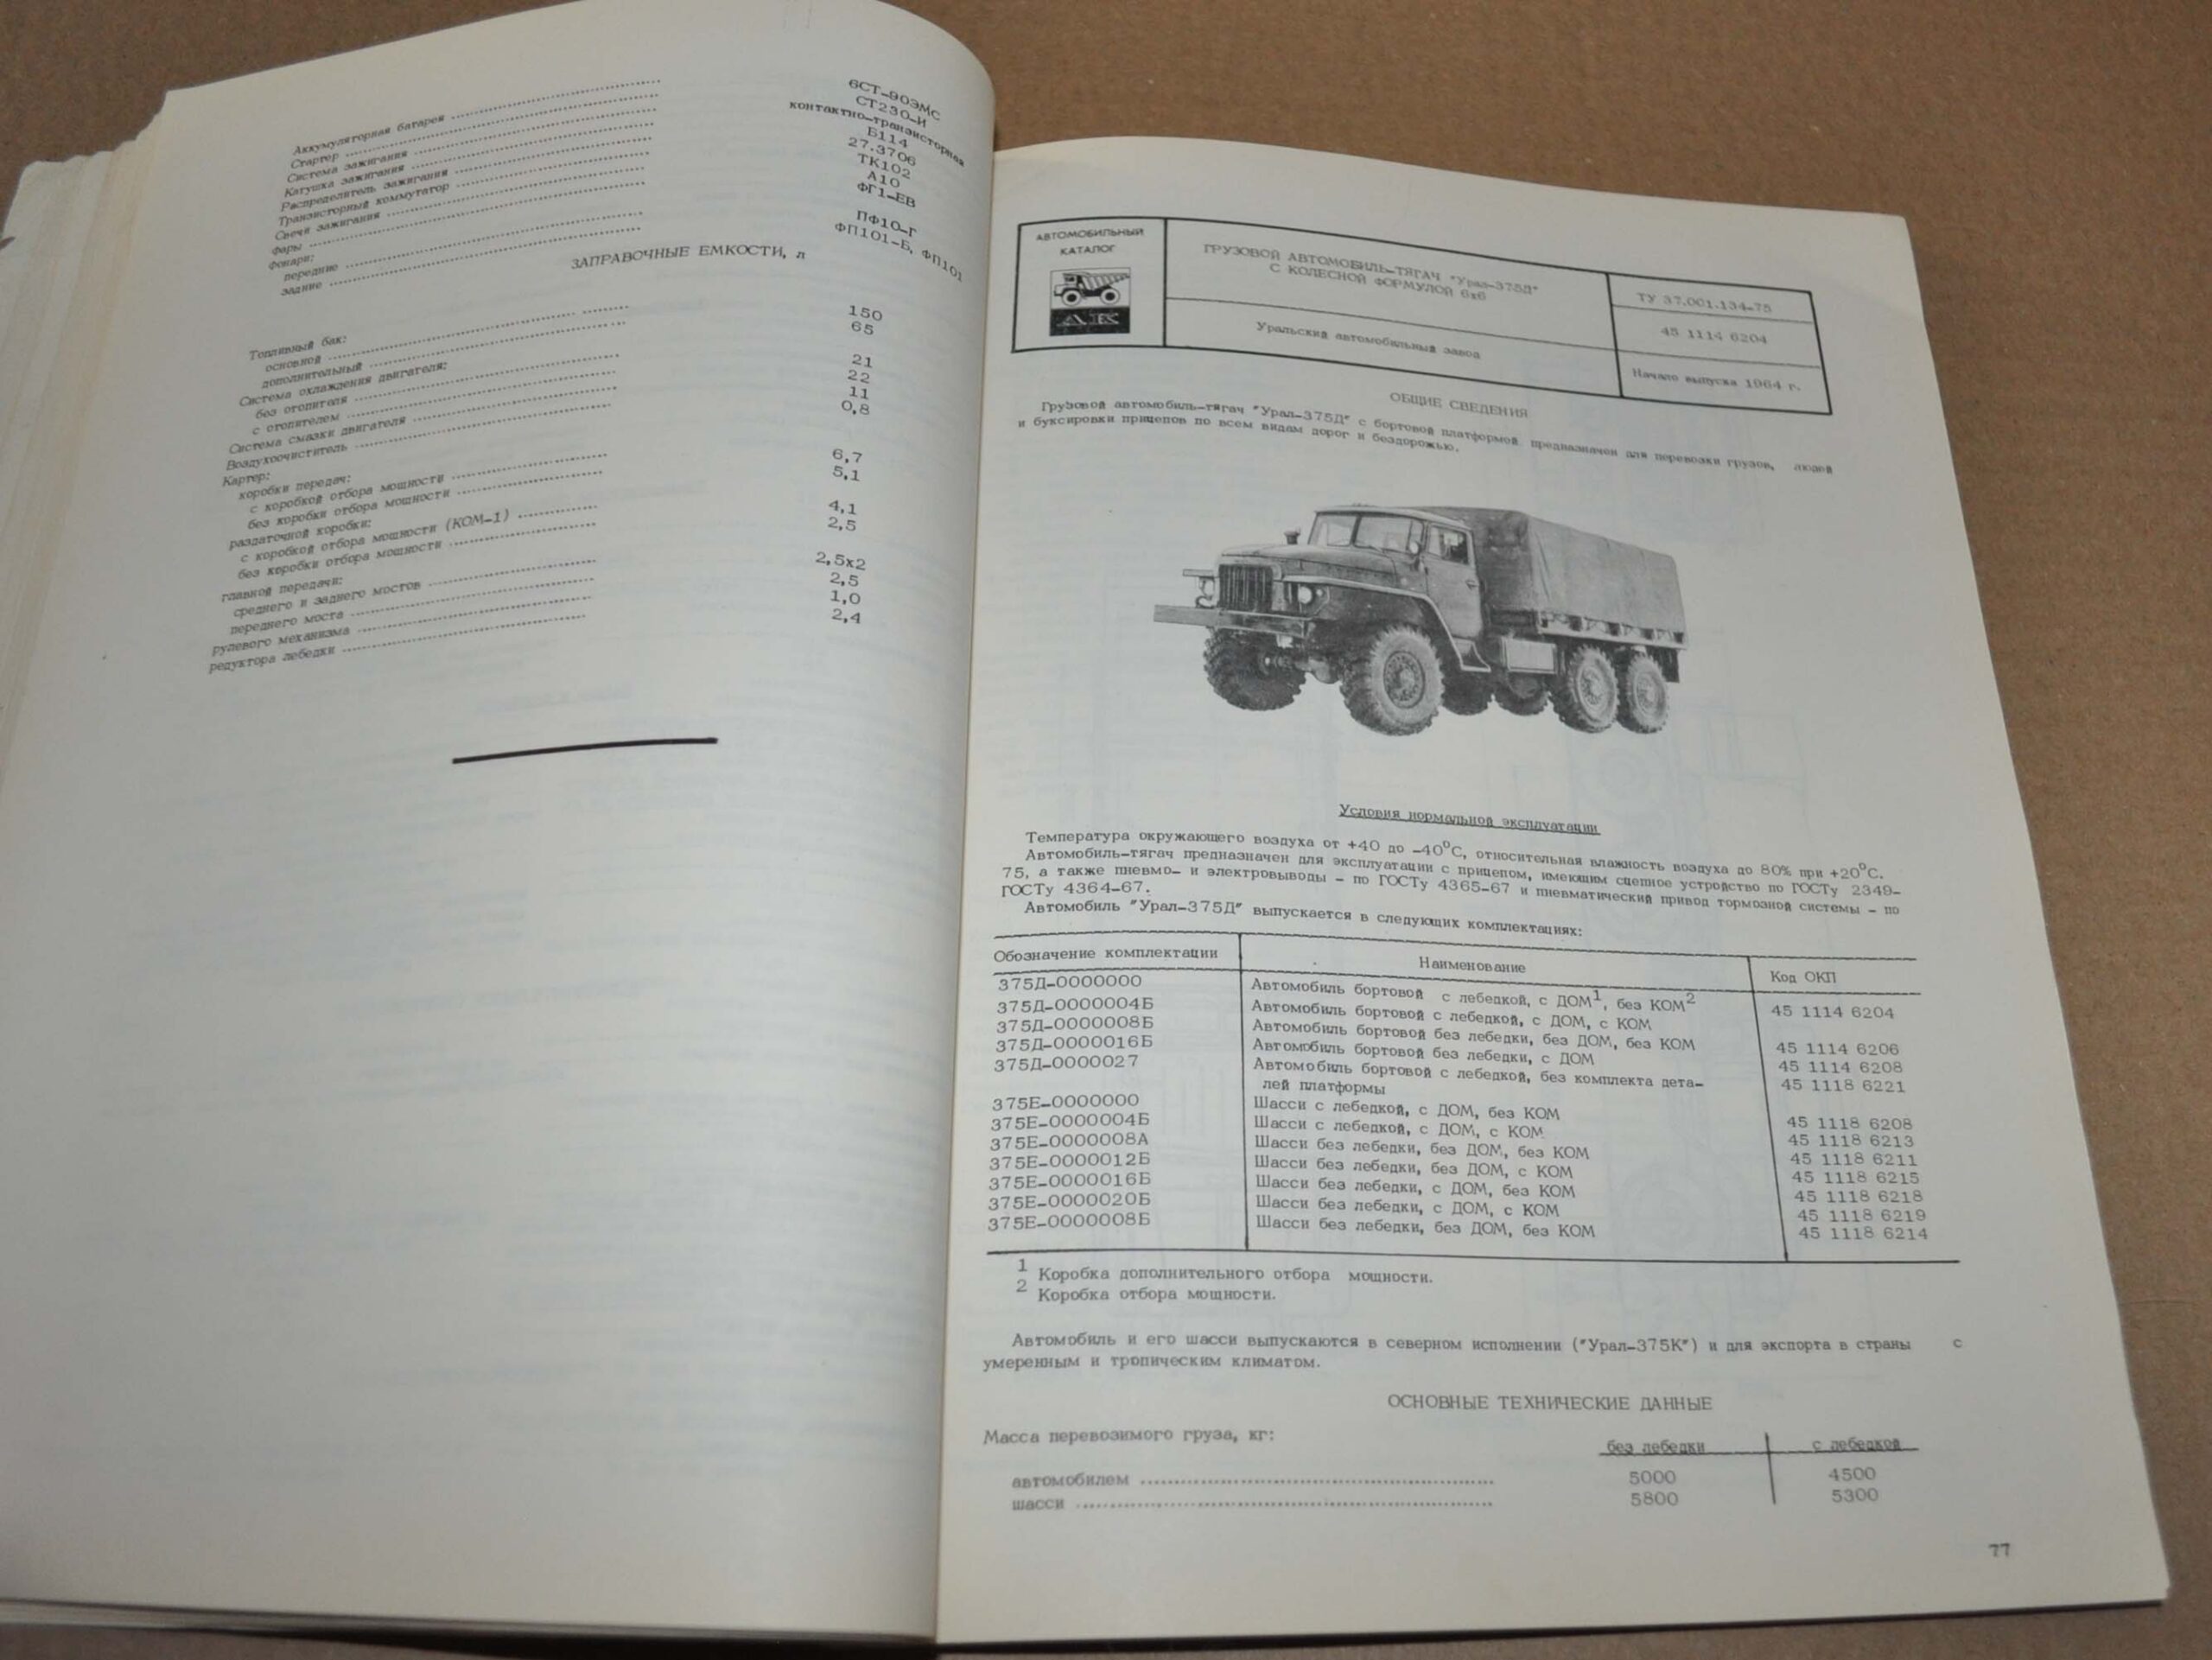 Аккумуляторная батарея ........ 6СТ-90ЭМС
Стартер ........ СТ230-И
Система зажигания ........ контактно-транзисторная
Катушка зажигания ........ Б114
Распределитель зажигания ........ 27.3706
Транзисторный коммутатор ........ ТК102
Свечи зажигания ........ А10
Фары ........ ФГ1-ЕВ
Фонари:
передние ........ ПФ10-Г
задние ........ ФП101-Б, ФП101
ЗАПРАВОЧНЫЕ ЕМКОСТИ, л
Топливный бак:
основной ........ 150
дополнительный ........ 65
Система охлаждения двигателя:
без отопителя ........ 21
с отопителем ........ 22
Система смазки двигателя ........ 11
Воздухоочиститель ........ 0,8
Картер:
коробки передач:
с коробкой отбора мощности ........ 6,7
без коробки отбора мощности ........ 5,1
раздаточной коробки:
с коробкой отбора мощности (КОМ-1) ........ 4,1
без коробки отбора мощности ........ 2,5
главной передачи:
среднего и заднего мостов ........ 2,5х2
переднего моста ........ 2,5
рулевого механизма ........ 1,0
редуктора лебедки ........ 2,4
АВТОМОБИЛЬНЫЙ
КАТАЛОГ
ГРУЗОВОЙ АВТОМОБИЛЬ-ТЯГАЧ "Урал-375Д"
С КОЛЕСНОЙ ФОРМУЛОЙ 6х6
Уральский автомобильный завод
ТУ 37.001.134-75
45 1114 6204
Начало выпуска 1964 г.
ОБЩИЕ СВЕДЕНИЯ
Грузовой автомобиль-тягач "Урал-375Д" с бортовой платформой предназначен для перевозки грузов, людей
и буксировки прицепов по всем видам дорог и бездорожью.
Условия нормальной эксплуатации
Температура окружающего воздуха от +40 до -40°С, относительная влажность воздуха до 80% при +20°С.
Автомобиль-тягач предназначен для эксплуатации с прицепом, имеющим сцепное устройство по ГОСТу 2349-
75, а также пневмо- и электровыводы - по ГОСТу 4365-67 и пневматический привод тормозной системы - по
ГОСТу 4364-67.
Автомобиль "Урал-375Д" выпускается в следующих комплектациях:
Обозначение комплектации Наименование Код ОКП
375Д-0000000 Автомобиль бортовой с лебедкой, с ДОМ1, без КОМ2 45 1114 6204
375Д-0000004Б Автомобиль бортовой с лебедкой, с ДОМ, с КОМ
375Д-0000008Б Автомобиль бортовой без лебедки, без ДОМ, без КОМ 45 1114 6206
375Д-0000016Б Автомобиль бортовой без лебедки, с ДОМ 45 1114 6208
375Д-0000027 Автомобиль бортовой с лебедкой, без комплекта дета- 45 1118 6221
лей платформы
375Е-0000000 Шасси с лебедкой, с ДОМ, без КОМ 45 1118 6208
375Е-0000004Б Шасси с лебедкой, с ДОМ, с КОМ 45 1118 6213
375Е-0000008А Шасси без лебедки, без ДОМ, без КОМ 45 1118 6211
375Е-0000012Б Шасси без лебедки, без ДОМ, с КОМ 45 1118 6215
375Е-0000016Б Шасси без лебедки, с ДОМ, без КОМ 45 1118 6218
375Е-0000020Б Шасси без лебедки, с ДОМ, с КОМ 45 1118 6219
375Е-0000008Б Шасси без лебедки, без ДОМ, без КОМ 45 1118 6214
1 Коробка дополнительного отбора мощности.
2 Коробка отбора мощности.
Автомобиль и его шасси выпускаются в северном исполнении ("Урал-375К") и для экспорта в страны с
умеренным и тропическим климатом.
ОСНОВНЫЕ ТЕХНИЧЕСКИЕ ДАННЫЕ
Масса перевозимого груза, кг: без лебедки с лебедкой
автомобилем ........ 5000 4500
шасси ........ 5800 5300
77